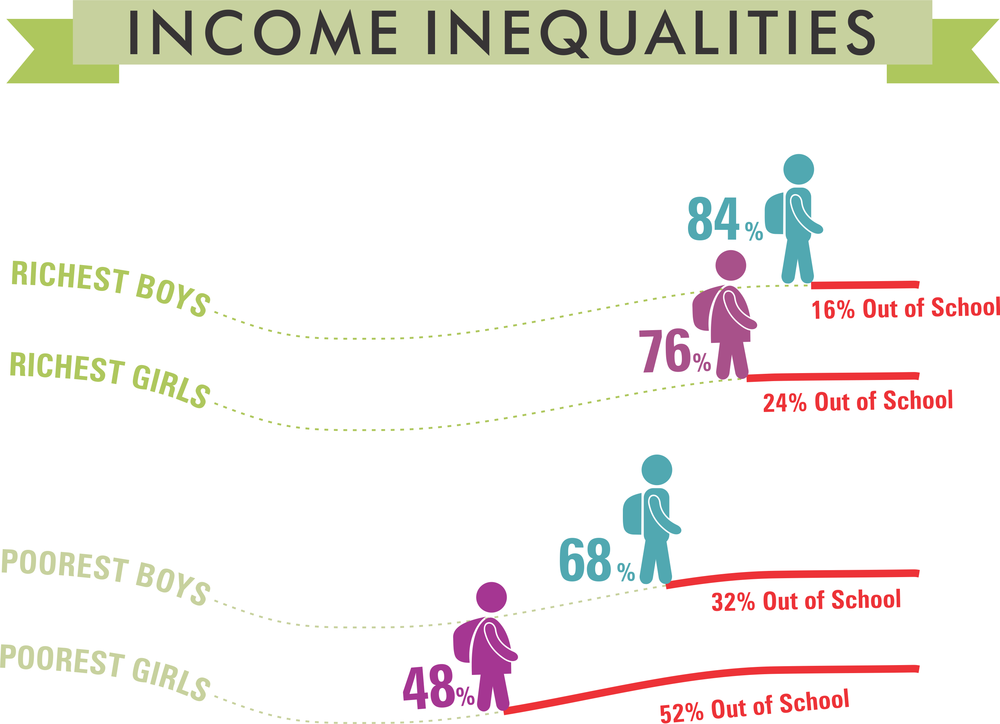 INCOME INEQUALITIES
84%
RICHEST BOYS
16% Out of School
76%
RICHEST GIRLS
24% Out of School
68%
POOREST BOYS
32% Out of School
48%
POOREST GIRLS
52% Out of School